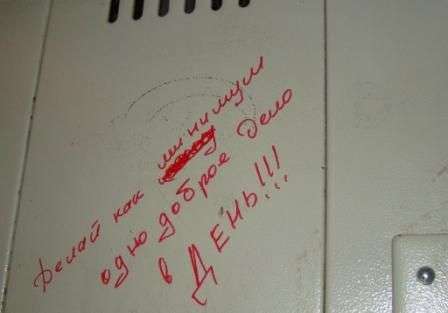 Делай как минимум
одно доброе дело
в ДЕНЬ!!!